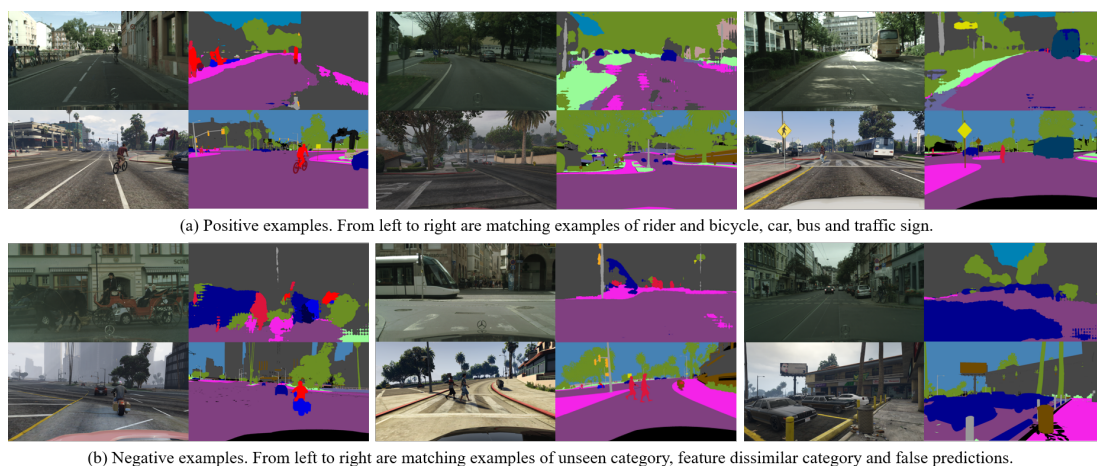 (a) Positive examples. From left to right are matching examples of rider and bicycle, car, bus and traffic sign.
(b) Negative examples. From left to right are matching examples of unseen category, feature dissimilar category and false predictions.